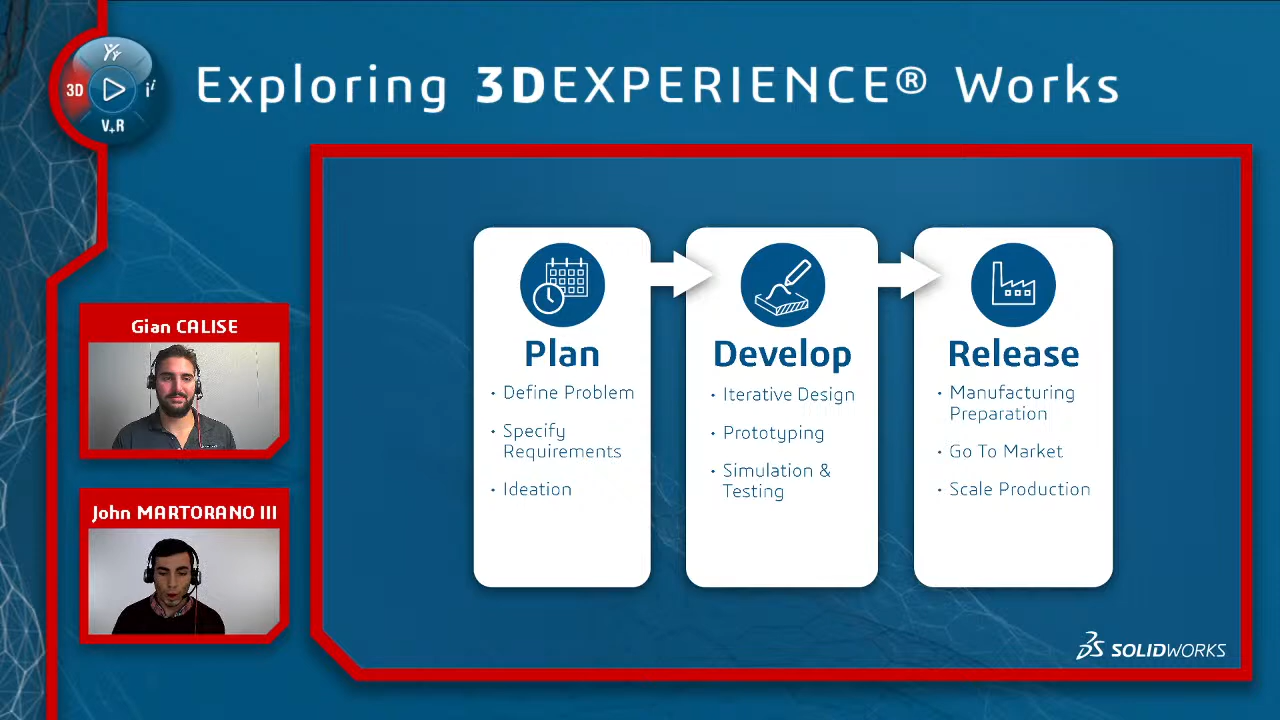 3D
i
V+R
Exploring 3DEXPERIENCE® Works
Gian CALISE
John MARTORANO III
Plan
• Define Problem
• Specify
Requirements
• Ideation
Develop
• Iterative Design
• Prototyping
• Simulation &
Testing
Release
• Manufacturing
Preparation
• Go To Market
• Scale Production
SOLIDWORKS